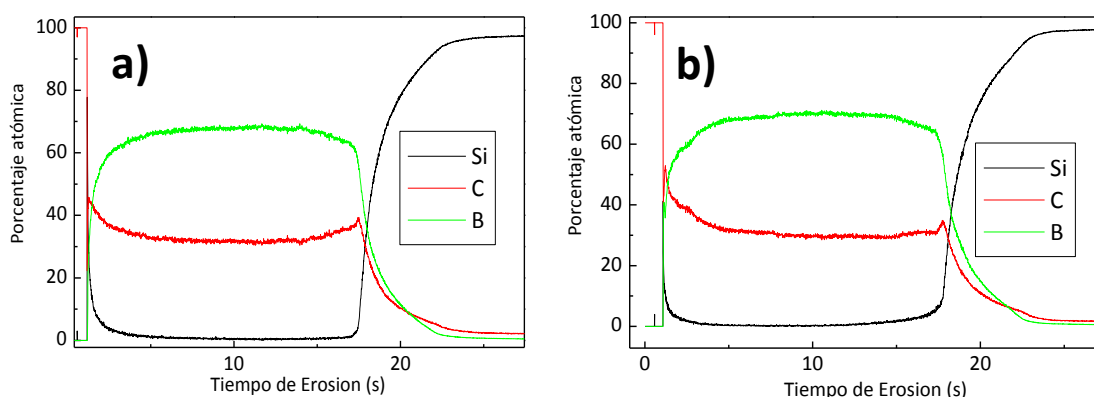 a)
Porcentaje atómica
100
80
60
40
20
0
10
20
Tiempo de Erosion (s)
Si
C
B
b)
Porcentaje atómica
100
80
60
40
20
0
0
10
20
Tiempo de Erosion (s)
Si
C
B